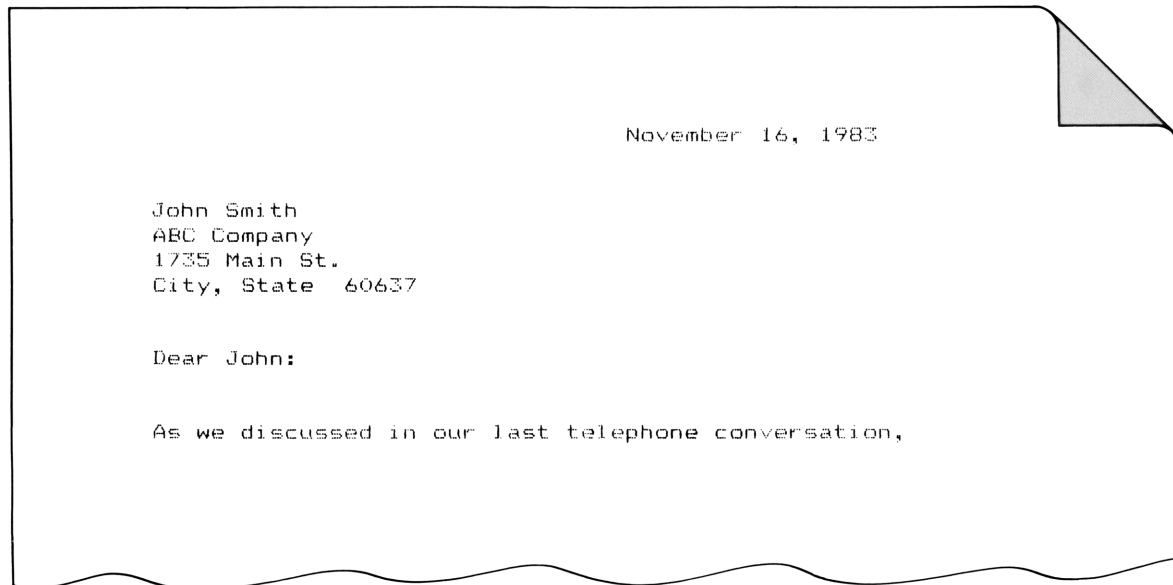 November 16, 1983
John Smith
ABC Company
1735 Main St.
City, State  60637
Dear John:
As we discussed in our last telephone conversation,